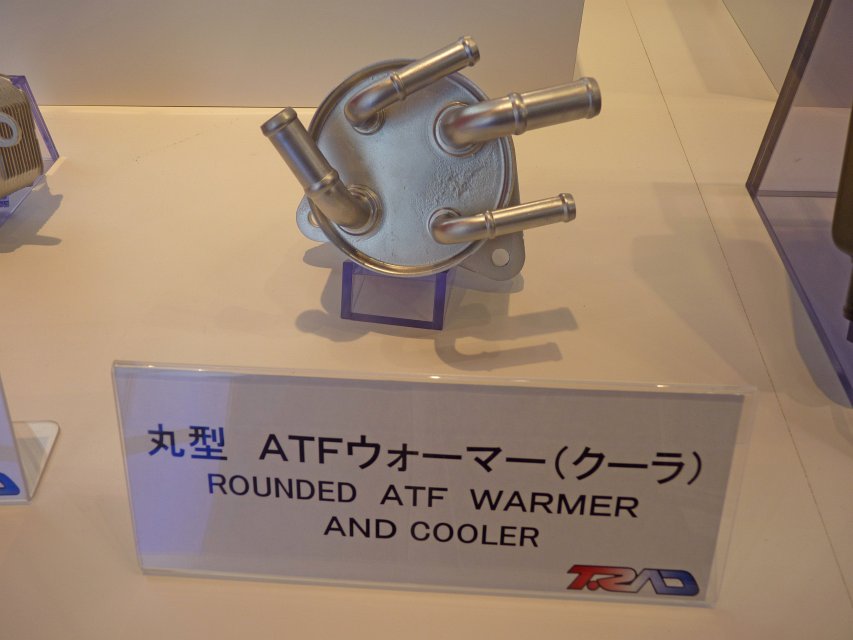 丸型 ATFウォーマー(クーラ)
ROUNDED ATF WARMER
AND COOLER
T.RAD